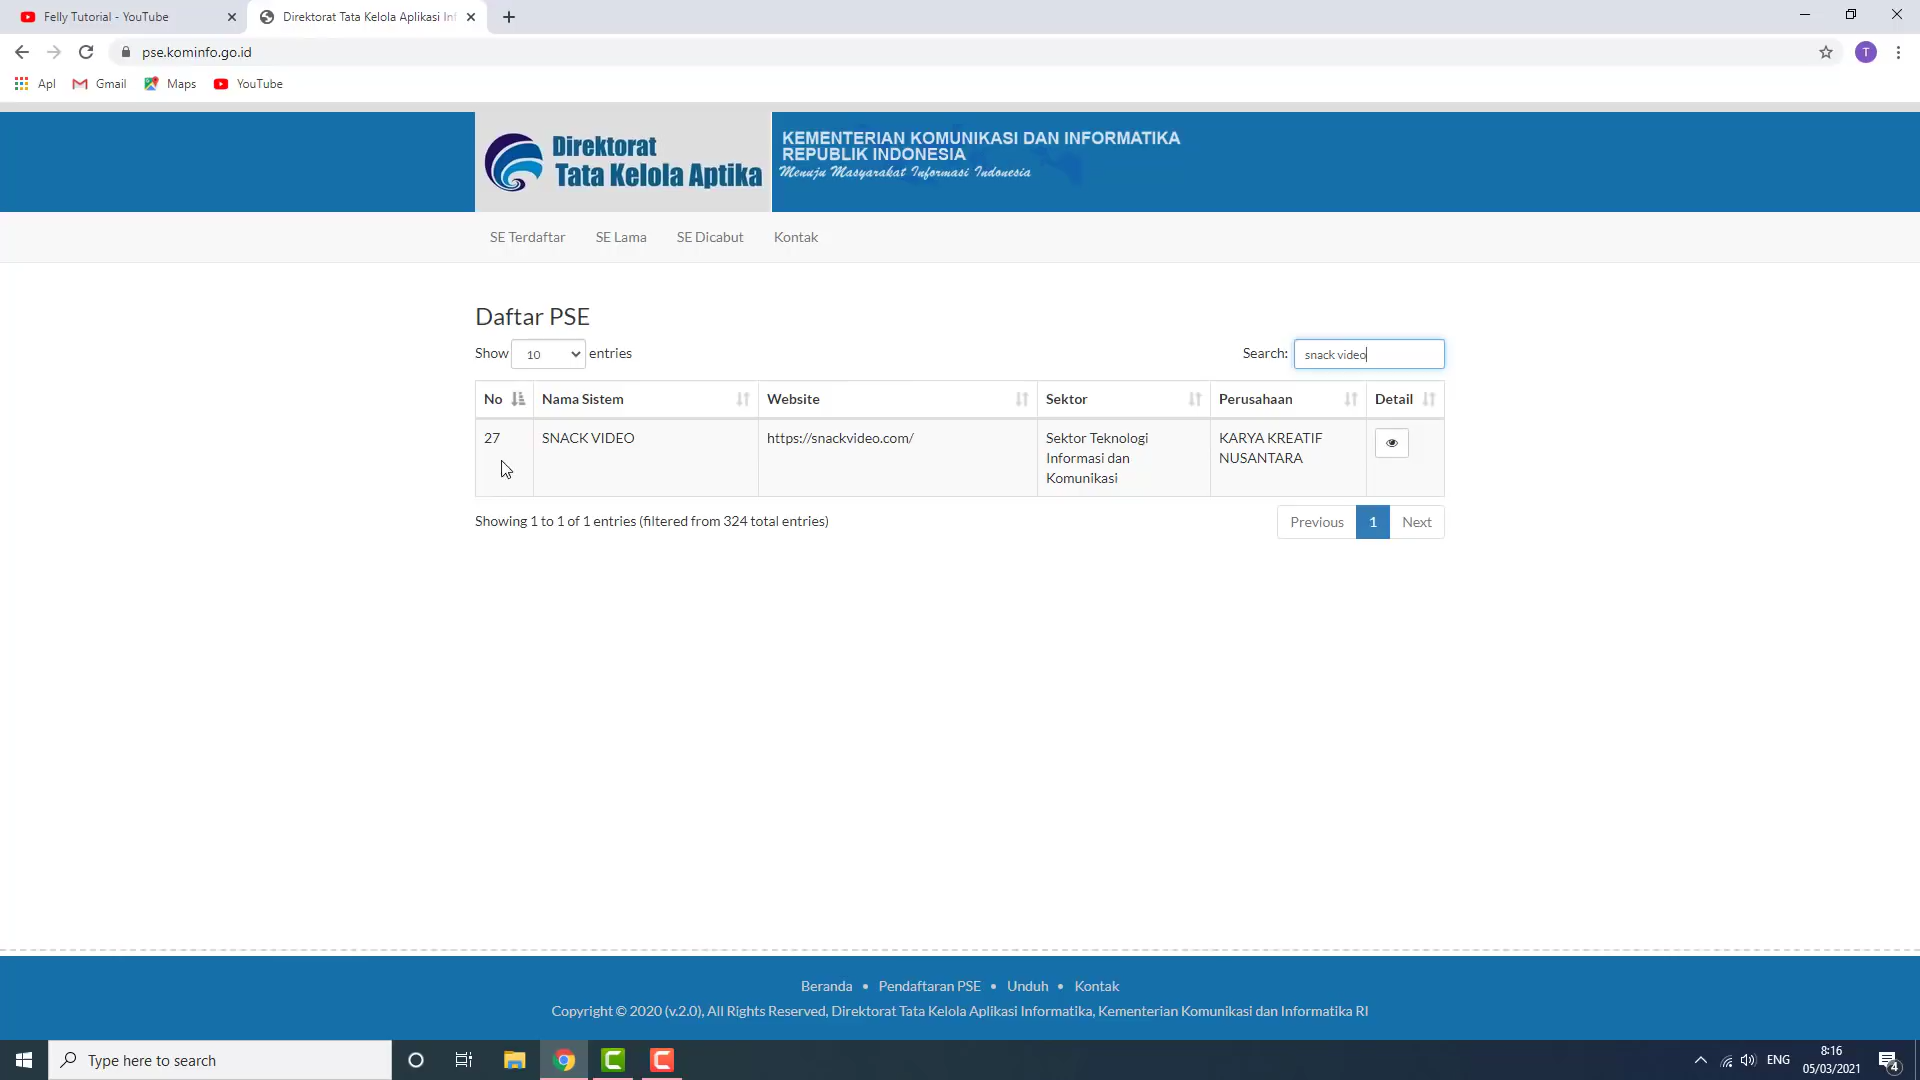 Felly Tutorial - YouTube
Direktorat Tata Kelola Aplikasi Inf
pse.kominfo.go.id
T
Apl
Gmail
Maps
YouTube
Direktorat
Tata Kelola Aptika
KEMENTERIAN KOMUNIKASI DAN INFORMATIKA
REPUBLIK INDONESIA
Menuju Masyarakat Informasi Indonesia
SE Terdaftar
SE Lama
SE Dicabut
Kontak
Daftar PSE
Show 10 entries
Search: snack video
No
Nama Sistem
Website
Sektor
Perusahaan
Detail
27
SNACK VIDEO
https://snackvideo.com/
Sektor Teknologi
Informasi dan
Komunikasi
KARYA KREATIF
NUSANTARA
Showing 1 to 1 of 1 entries (filtered from 324 total entries)
Previous
1
Next
Beranda • Pendaftaran PSE • Unduh • Kontak
Copyright © 2020 (v.2.0), All Rights Reserved, Direktorat Tata Kelola Aplikasi Informatika, Kementerian Komunikasi dan Informatika RI
Type here to search
ENG
8:16
05/03/2021
4